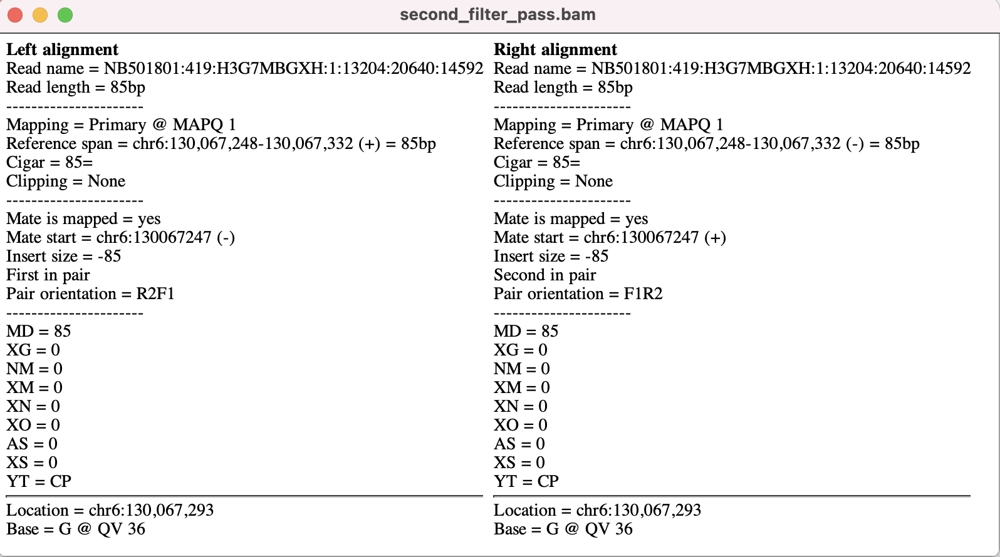 second_filter_pass.bam
Left alignment
Read name = NB501801:419:H3G7MBGXH:1:13204:20640:14592
Read length = 85bp
----------------------
Mapping = Primary @ MAPQ 1
Reference span = chr6:130,067,248-130,067,332 (+) = 85bp
Cigar = 85=
Clipping = None
----------------------
Mate is mapped = yes
Mate start = chr6:130067247 (-)
Insert size = -85
First in pair
Pair orientation = R2F1
----------------------
MD = 85
XG = 0
NM = 0
XM = 0
XN = 0
XO = 0
AS = 0
XS = 0
YT = CP
Location = chr6:130,067,293
Base = G @ QV 36
Right alignment
Read name = NB501801:419:H3G7MBGXH:1:13204:20640:14592
Read length = 85bp
----------------------
Mapping = Primary @ MAPQ 1
Reference span = chr6:130,067,248-130,067,332 (-) = 85bp
Cigar = 85=
Clipping = None
----------------------
Mate is mapped = yes
Mate start = chr6:130067247 (+)
Insert size = -85
Second in pair
Pair orientation = F1R2
----------------------
MD = 85
XG = 0
NM = 0
XM = 0
XN = 0
XO = 0
AS = 0
XS = 0
YT = CP
Location = chr6:130,067,293
Base = G @ QV 36